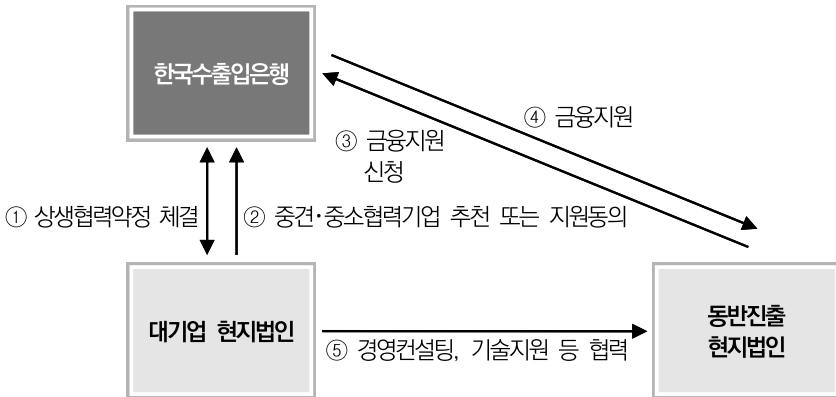 한국수출입은행
④ 금융지원
③ 금융지원
신청
① 상생협력약정 체결
② 중견·중소협력기업 추천 또는 지원동의
대기업 현지법인
동반진출
현지법인
⑤ 경영컨설팅, 기술지원 등 협력